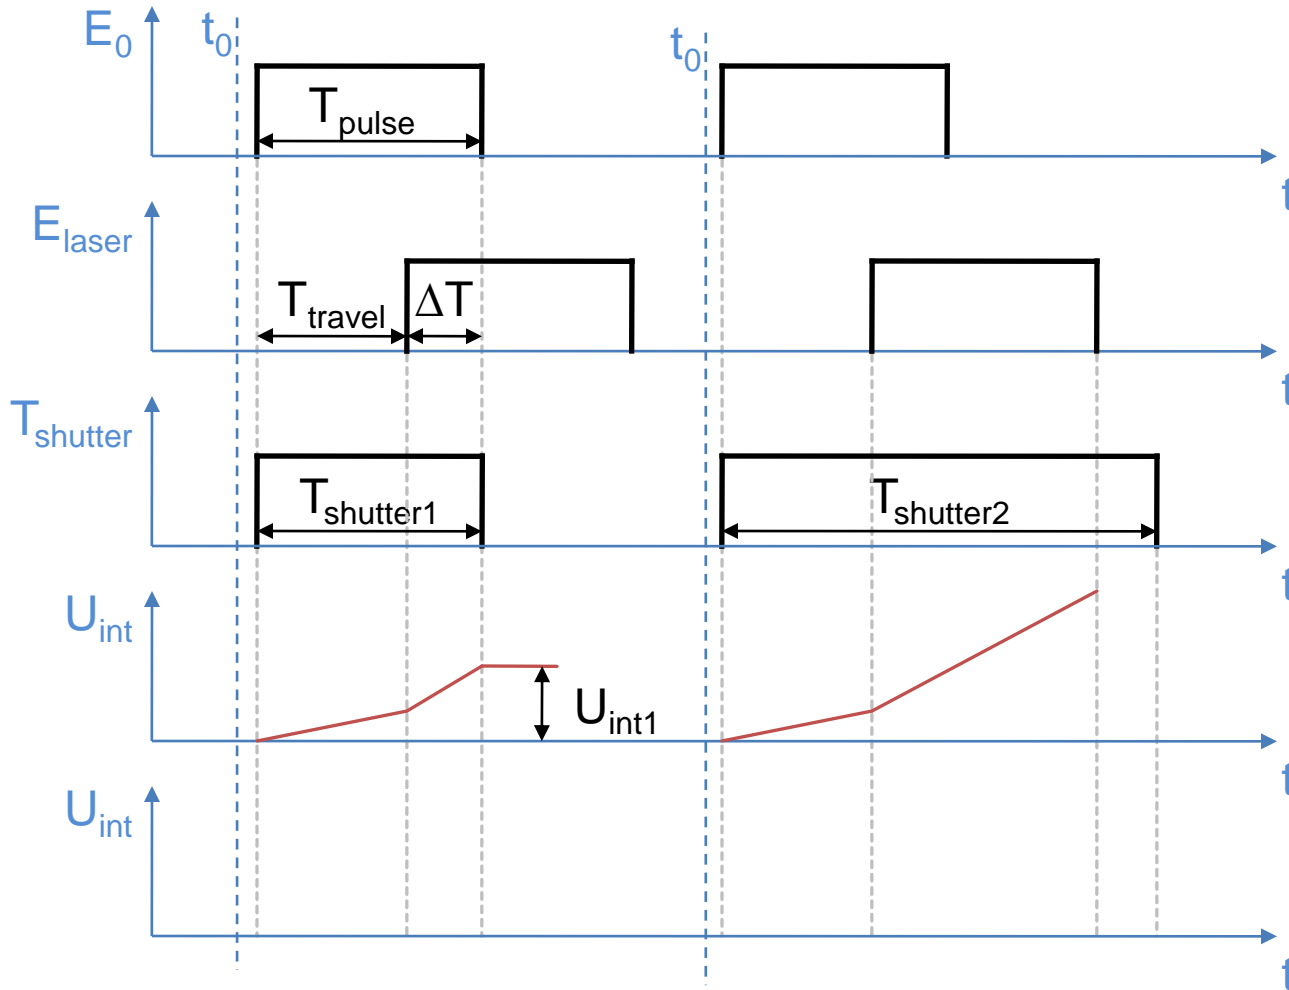 E0 t0 t0
Tpulse
t
Elaser
Ttravel ΔT
t
Tshutter
Tshutter1 Tshutter2
t
Uint
Uint1
t
Uint
t